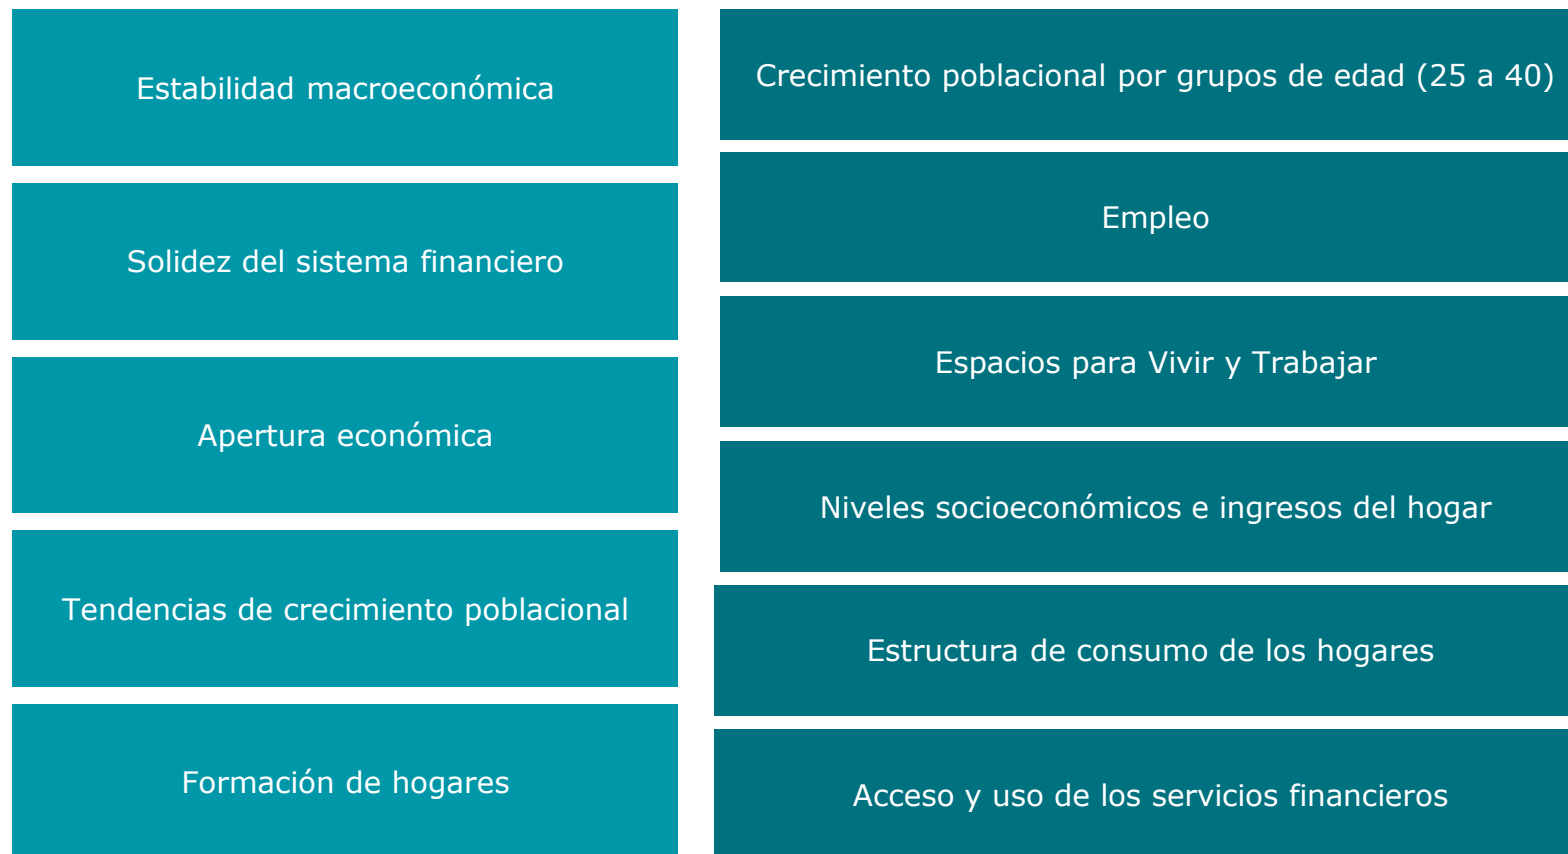 Estabilidad macroeconómica
Solidez del sistema financiero
Apertura económica
Tendencias de crecimiento poblacional
Formación de hogares
Crecimiento poblacional por grupos de edad (25 a 40)
Empleo
Espacios para Vivir y Trabajar
Niveles socioeconómicos e ingresos del hogar
Estructura de consumo de los hogares
Acceso y uso de los servicios financieros